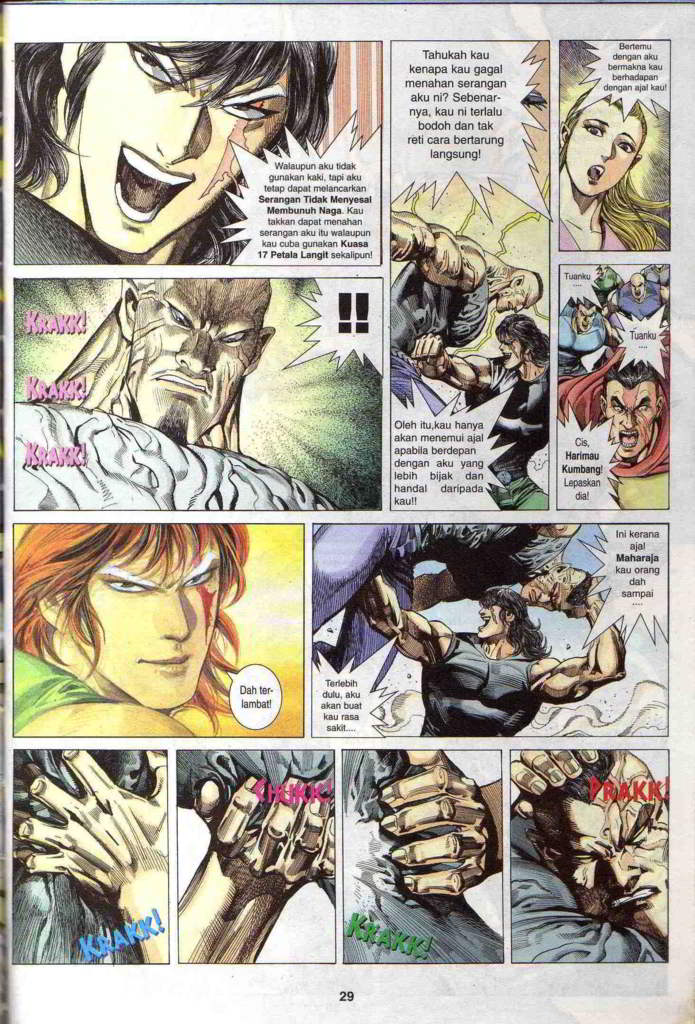 Walaupun aku tidak
gunakan kaki, tapi aku
tetap dapat melancarkan
Serangan Tidak Menyesal
Membunuh Naga. Kau
takkan dapat menahan
serangan aku itu walaupun
kau cuba gunakan Kuasa
17 Petala Langit sekalipun!
Tahukah kau
kenapa kau gagal
menahan serangan
aku ni? Sebenar-
nya, kau ni terlalu
bodoh dan tak
reti cara bertarung
langsung!
Bertemu
dengan aku
bermakna kau
berhadapan
dengan ajal kau!
KRAKK!
KRAKK!
KRAKK!
!!
Oleh itu,kau hanya
akan menemui ajal
apabila berdepan
dengan aku yang
lebih bijak dan
handal daripada
kau!!
Tuanku
....
Tuanku
....
Cis,
Harimau
Kumbang!
Lepaskan
dia!
Dah ter-
lambat!
Terlebih
dulu, aku
akan buat
kau rasa
sakit....
Ini kerana
ajal
Maharaja
kau orang
dah
sampai
....
KRAKK!
CHUKK!
KRAKK!
PRAKK!
29